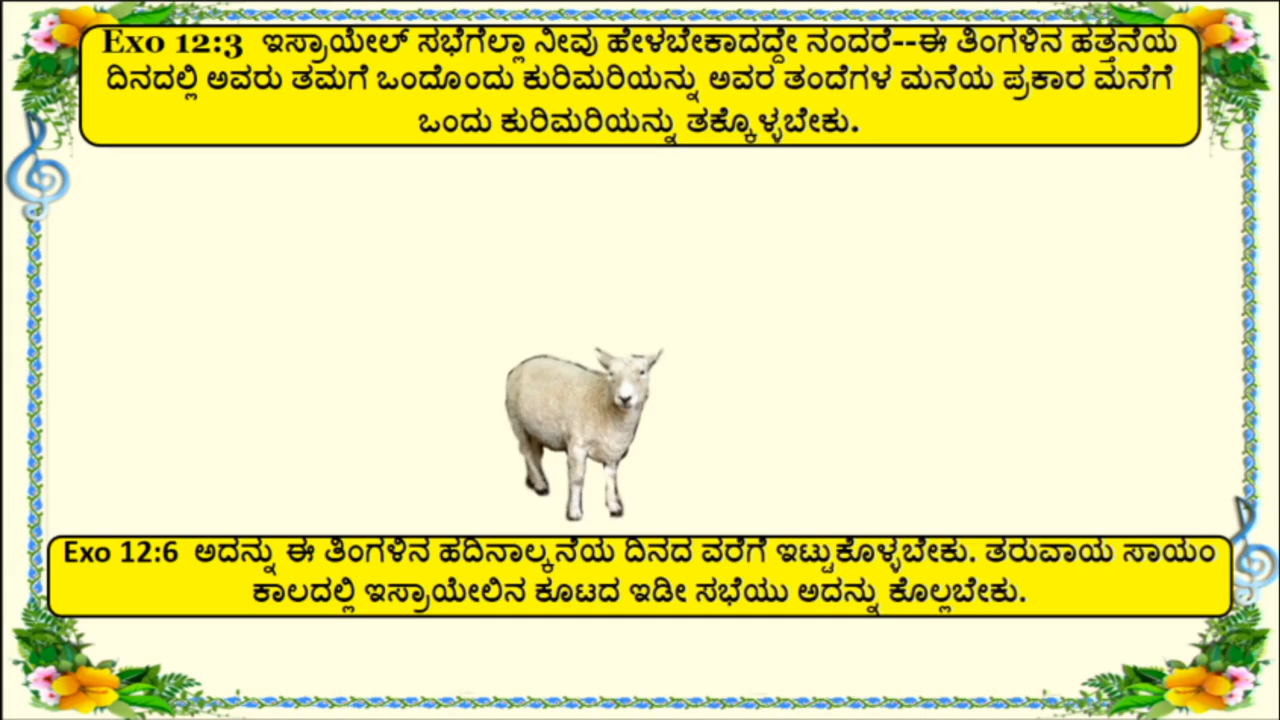 Exo 12:3 ಇಸ್ರಾಯೇಲ್ ಸಭೆಗೆಲ್ಲಾ ನೀವು ಹೇಳಬೇಕಾದದ್ದೇ ನಂದರೆ--ಈ ತಿಂಗಳಿನ ಹತ್ತನೆಯ
ದಿನದಲ್ಲಿ ಅವರು ತಮಗೆ ಒಂದೊಂದು ಕುರಿಮರಿಯನ್ನು ಅವರ ತಂದೆಗಳ ಮನೆಯ ಪ್ರಕಾರ ಮನೆಗೆ
ಒಂದು ಕುರಿಮರಿಯನ್ನು ತಕ್ಕೊಳ್ಳಬೇಕು.
Exo 12:6 ಅದನ್ನು ಈ ತಿಂಗಳಿನ ಹದಿನಾಲ್ಕನೆಯ ದಿನದ ವರೆಗೆ ಇಟ್ಟುಕೊಳ್ಳಬೇಕು. ತರುವಾಯ ಸಾಯಂ
ಕಾಲದಲ್ಲಿ ಇಸ್ರಾಯೇಲಿನ ಕೂಟದ ಇಡೀ ಸಭೆಯು ಅದನ್ನು ಕೊಲ್ಲಬೇಕು.